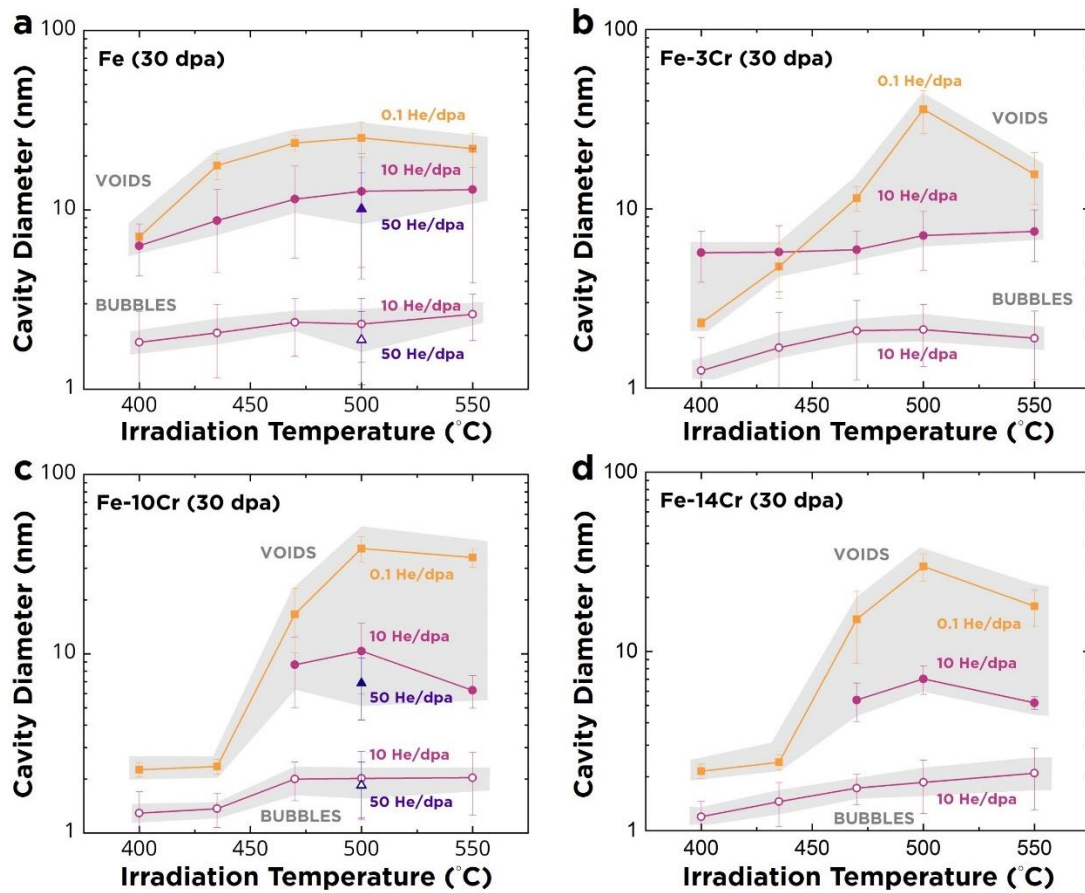 a
Fe (30 dpa)
100
10
1
Cavity Diameter (nm)
VOIDS
0.1 He/dpa
10 He/dpa
50 He/dpa
BUBBLES
10 He/dpa
50 He/dpa
400 450 500 550
Irradiation Temperature (°C)
b
Fe-3Cr (30 dpa)
100
10
1
Cavity Diameter (nm)
0.1 He/dpa
VOIDS
10 He/dpa
BUBBLES
10 He/dpa
400 450 500 550
Irradiation Temperature (°C)
c
Fe-10Cr (30 dpa)
100
10
1
Cavity Diameter (nm)
VOIDS
0.1 He/dpa
10 He/dpa
50 He/dpa
10 He/dpa
50 He/dpa
BUBBLES
400 450 500 550
Irradiation Temperature (°C)
d
Fe-14Cr (30 dpa)
100
10
1
Cavity Diameter (nm)
VOIDS
0.1 He/dpa
10 He/dpa
10 He/dpa
BUBBLES
400 450 500 550
Irradiation Temperature (°C)